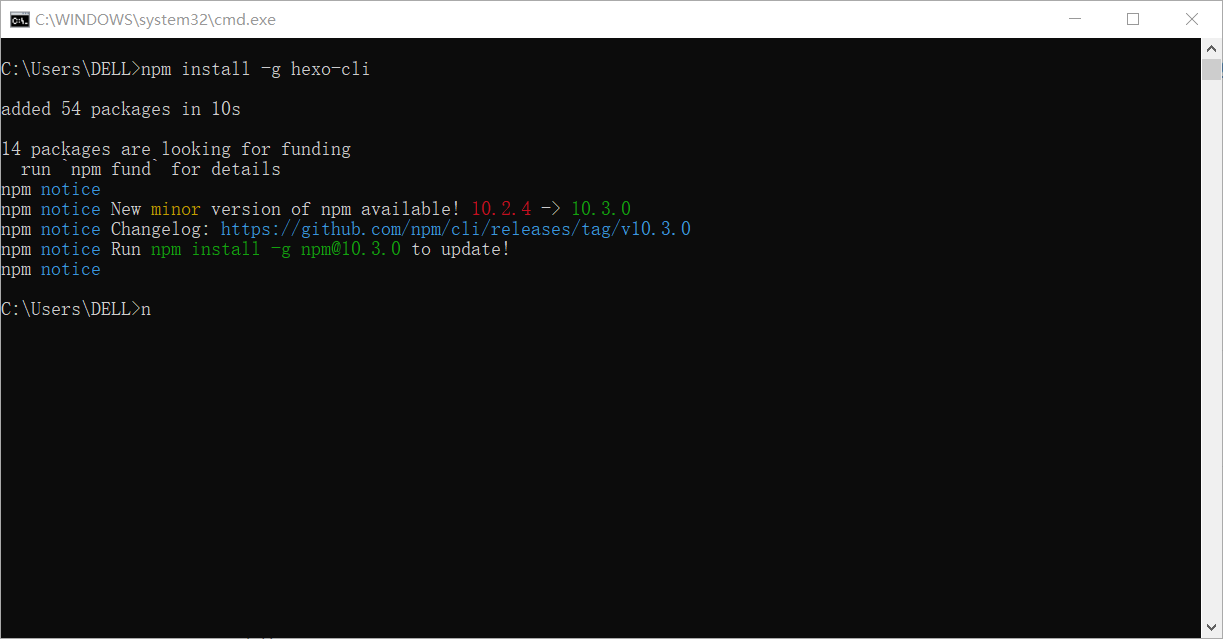 C:\WINDOWS\system32\cmd.exe
C:\Users\DELL>npm install -g hexo-cli
added 54 packages in 10s
14 packages are looking for funding
  run `npm fund` for details
npm notice
npm notice New minor version of npm available! 10.2.4 -> 10.3.0
npm notice Changelog: https://github.com/npm/cli/releases/tag/v10.3.0
npm notice Run npm install -g npm@10.3.0 to update!
npm notice
C:\Users\DELL>n